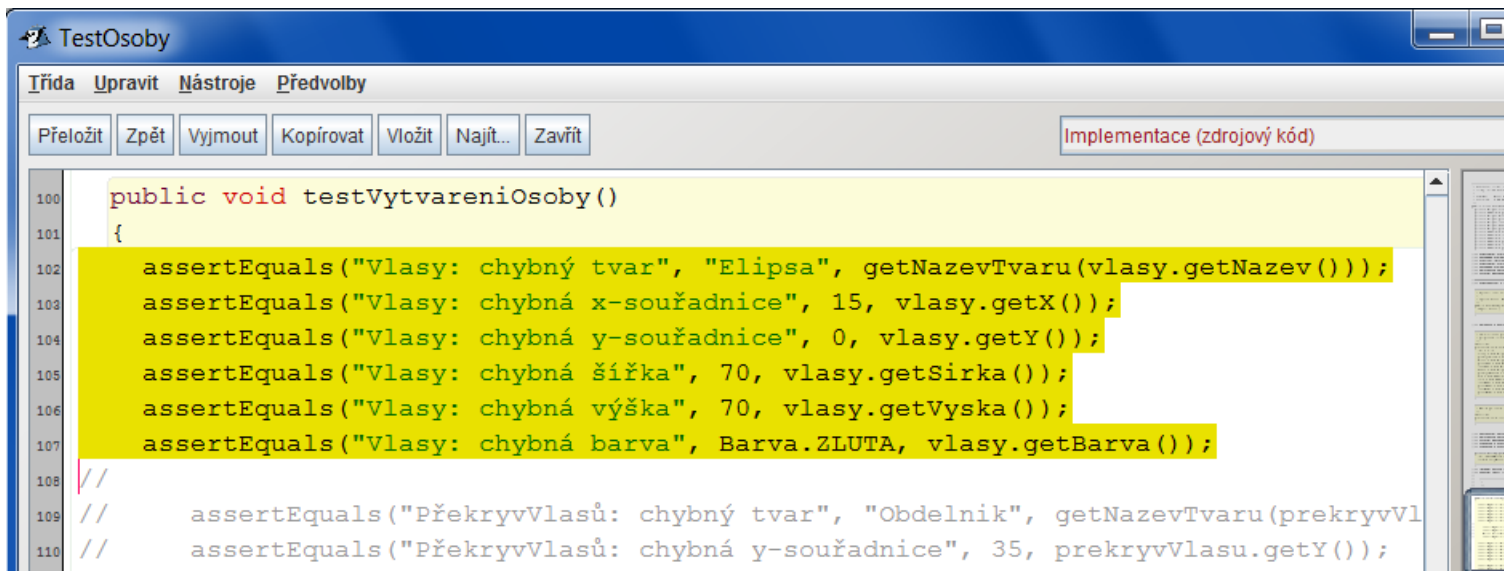 TestOsoby
Třída Upravit Nástroje Předvolby
Přeložit Zpět Vyjmout Kopírovat Vložit Najít... Zavřít Implementace (zdrojový kód)
100 public void testVytvareniOsoby()
101 {
102 assertEquals("Vlasy: chybný tvar", "Elipsa", getNazevTvaru(vlasy.getNazev()));
103 assertEquals("Vlasy: chybná x-souřadnice", 15, vlasy.getX());
104 assertEquals("Vlasy: chybná y-souřadnice", 0, vlasy.getY());
105 assertEquals("Vlasy: chybná šířka", 70, vlasy.getSirka());
106 assertEquals("Vlasy: chybná výška", 70, vlasy.getVyska());
107 assertEquals("Vlasy: chybná barva", Barva.ZLUTA, vlasy.getBarva());
108 //
109 // assertEquals("PřekryvVlasů: chybný tvar", "Obdelnik", getNazevTvaru(prekryvVl
110 // assertEquals("PřekryvVlasů: chybná y-souřadnice", 35, prekryvVlasu.getY());